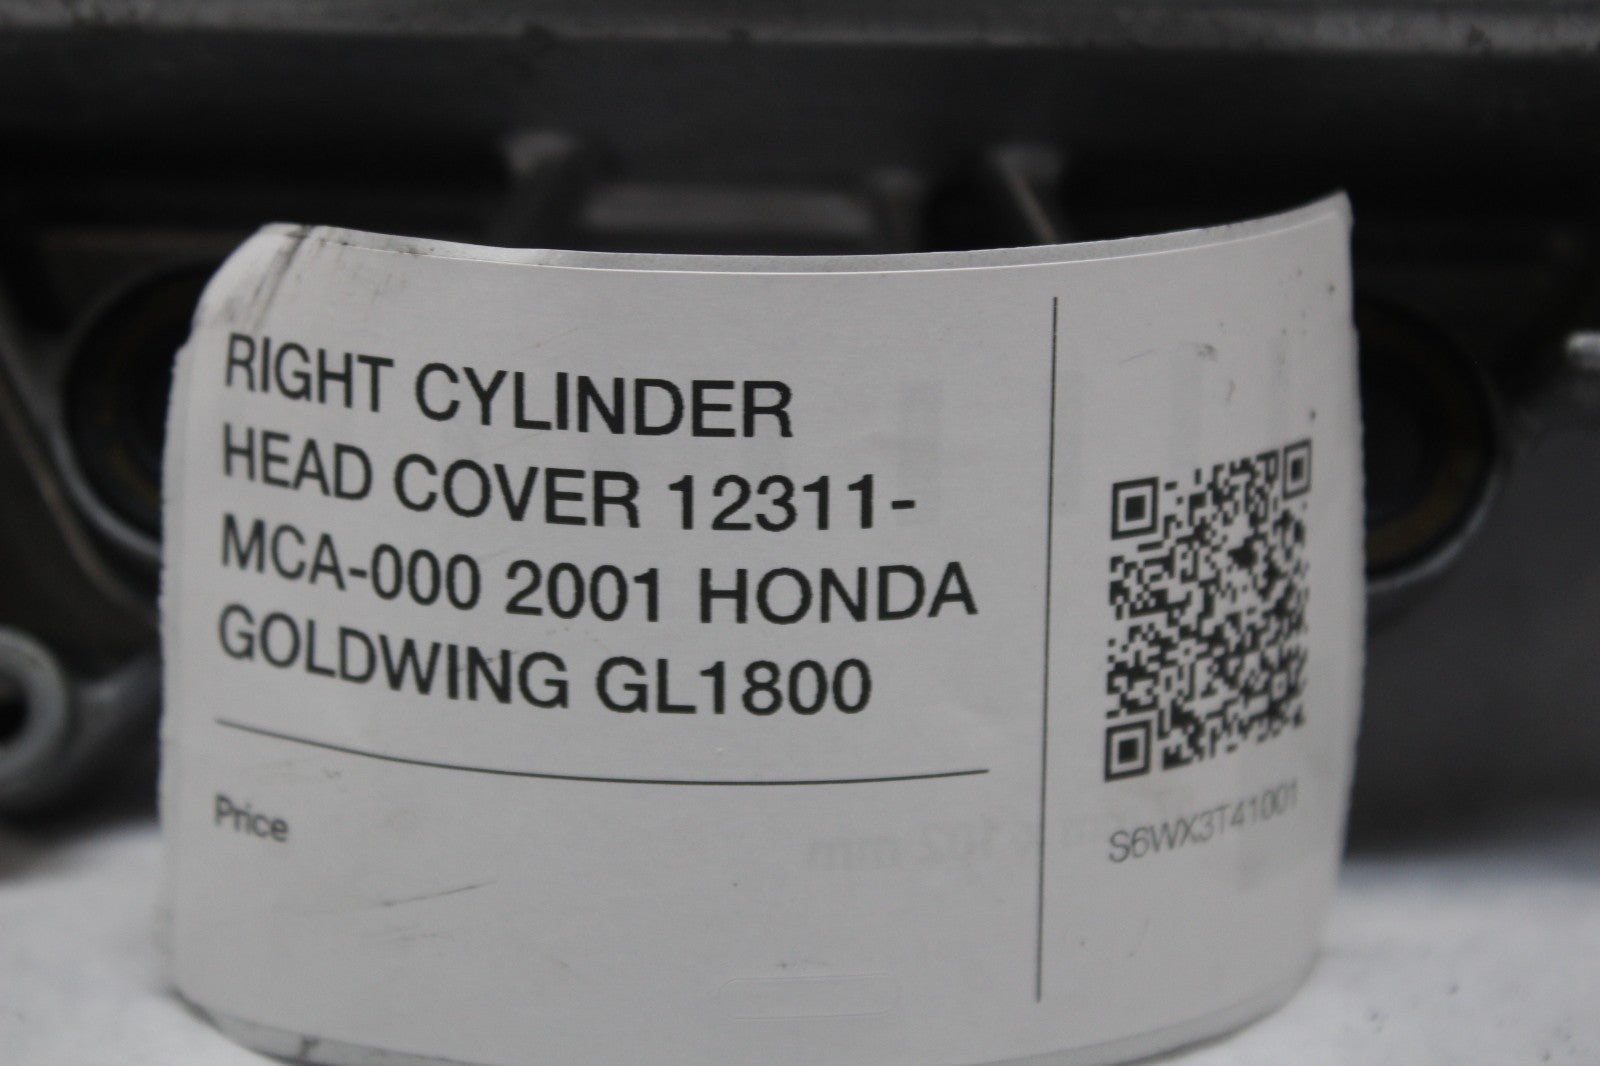 RIGHT CYLINDER
HEAD COVER 12311-
MCA-000 2001 HONDA
GOLDWING GL1800
Price
S6WX3T41001